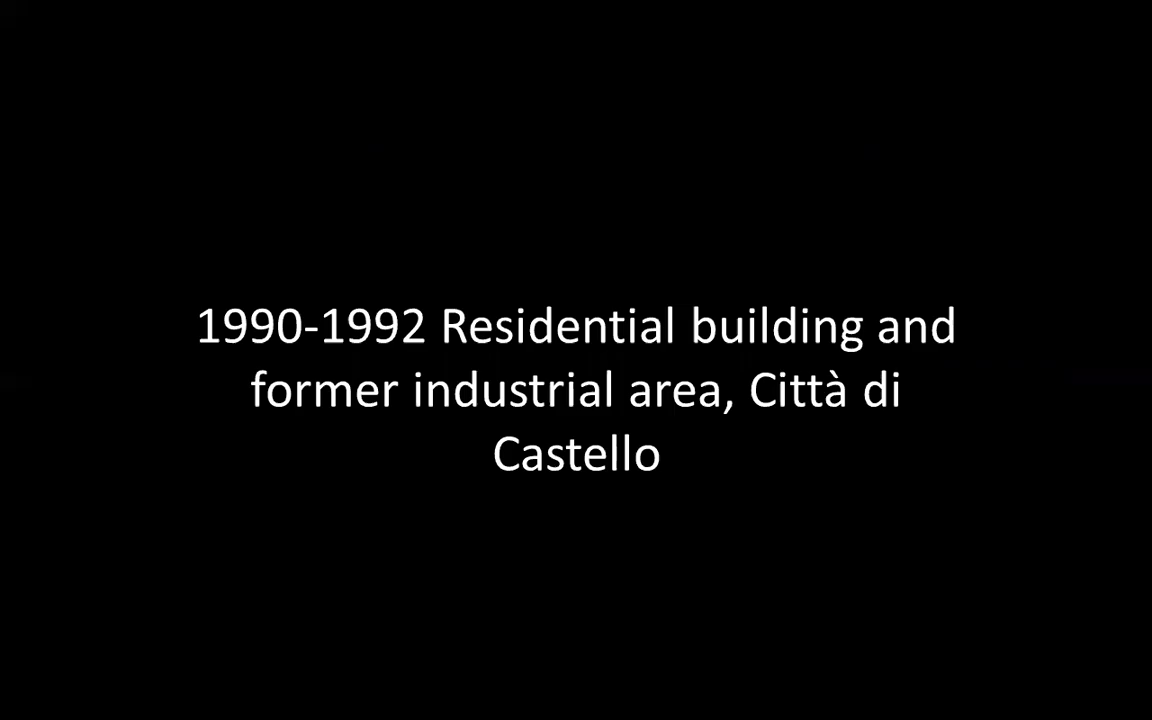 1990-1992 Residential building and
former industrial area, Città di
Castello